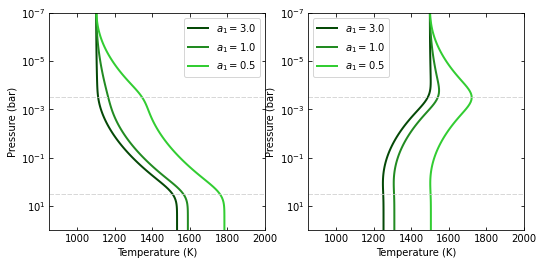 10⁻⁷
10⁻⁵
10⁻³
10⁻¹
10¹
Pressure (bar)
a₁ = 3.0
a₁ = 1.0
a₁ = 0.5
1000 1200 1400 1600 1800 2000
Temperature (K)
10⁻⁷
10⁻⁵
10⁻³
10⁻¹
10¹
Pressure (bar)
a₁ = 3.0
a₁ = 1.0
a₁ = 0.5
1000 1200 1400 1600 1800 2000
Temperature (K)